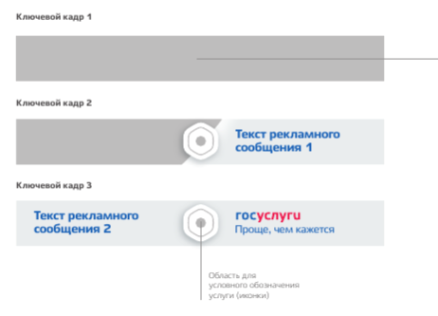 Ключевой кадр 1
Ключевой кадр 2
Текст рекламного
сообщения 1
Ключевой кадр 3
Текст рекламного
сообщения 2
госуслуги
Проще, чем кажется
Область для
условного обозначения
услуги (иконки)